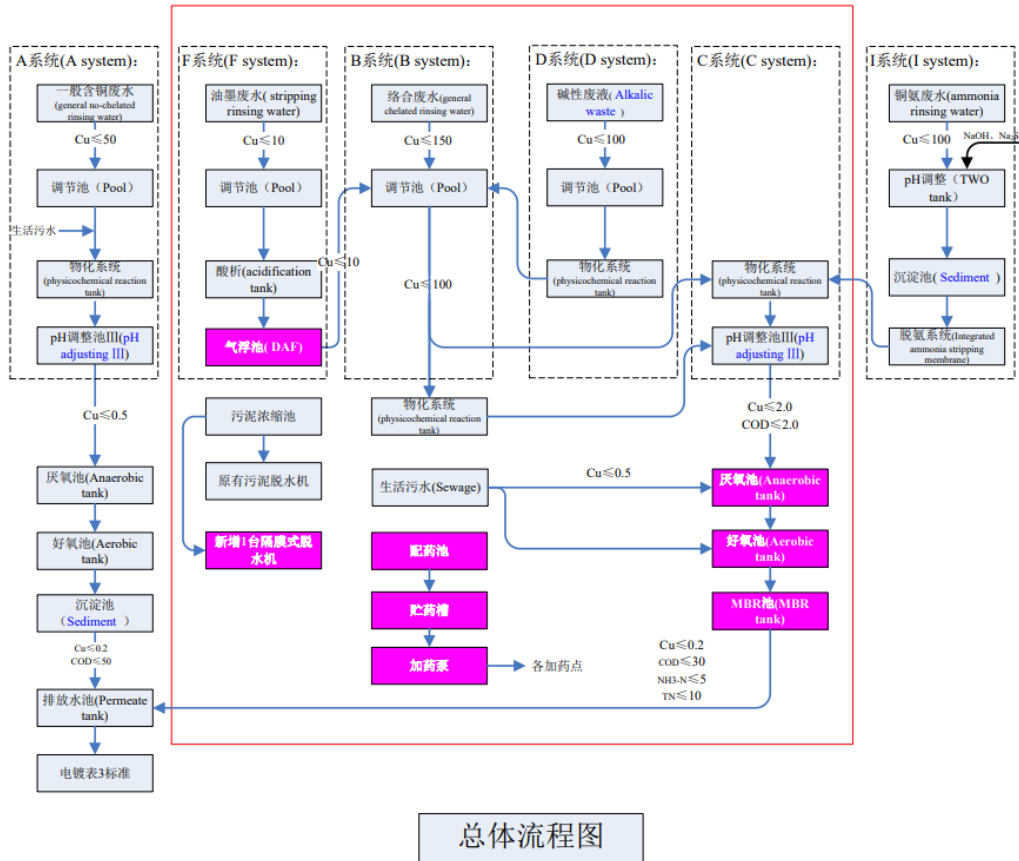 A系统(A system)：
一般含铜废水
(general no-chelated
rinsing water)
Cu≤50
调节池（Pool）
生活污水
物化系统
(physicochemical reaction
tank)
pH调整池Ⅲ(pH
adjusting Ⅲ)
Cu≤0.5
厌氧池(Anaerobic
tank)
好氧池(Aerobic
tank)
沉淀池
（Sediment ）
Cu≤0.2
COD≤50
排放水池(Permeate
tank)
电镀表3标准
F系统(F system)：
油墨废水( stripping
rinsing water)
Cu≤10
调节池（Pool）
酸析(acidification
tank)
气浮池( DAF)
Cu≤10
污泥浓缩池
原有污泥脱水机
新增1台隔膜式脱
水机
B系统(B system)：
络合废水(general
chelated rinsing water)
Cu≤150
调节池（Pool）
Cu≤100
物化系统
(physicochemical reaction
tank)
生活污水(Sewage)
Cu≤0.5
配药池
贮药槽
加药泵
各加药点
D系统(D system)：
碱性废液( Alkalic
waste ）
Cu≤100
调节池（Pool）
物化系统
(physicochemical reaction
tank)
C系统(C system)：
物化系统
(physicochemical reaction
tank)
pH调整池Ⅲ(pH
adjusting Ⅲ)
Cu≤2.0
COD≤2.0
厌氧池(Anaerobic
tank)
好氧池(Aerobic
tank)
MBR池(MBR
tank)
Cu≤0.2
COD≤30
NH3-N≤5
TN≤10
I系统(I system)：
铜氨废水(ammonia
rinsing water)
Cu≤100
NaOH、Na₂S
pH调整（TWO
tank）
沉淀池( Sediment ）
脱氨系统(Integrated
ammonia stripping
membrane)
总体流程图